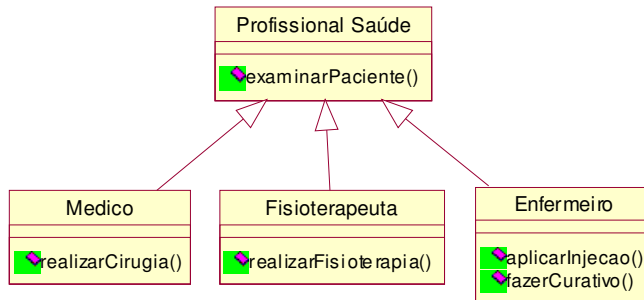 Profissional Saúde
examinarPaciente()
Medico
realizarCirugia()
Fisioterapeuta
realizarFisioterapia()
Enfermeiro
aplicarInjecao()
fazerCurativo()